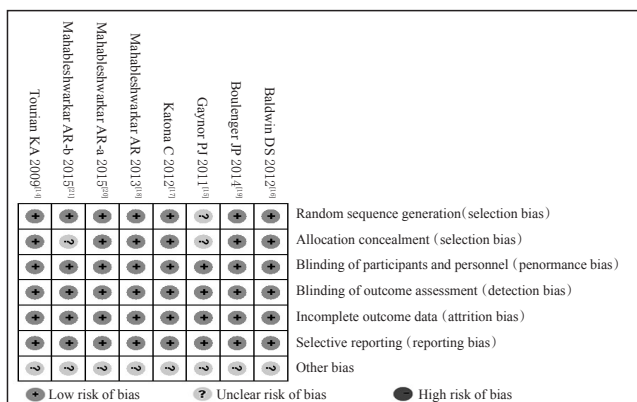 Tourian KA 2009[14]
Mahableshwarkar AR-b 2015[21]
Mahableshwarkar AR-a 2015[20]
Mahableshwarkar AR 2013[18]
Katona C 2012[17]
Gaynor PJ 2011[15]
Boulenger JP 2014[19]
Baldwin DS 2012[16]
+ + + + + ? + + Random sequence generation(selection bias)
+ ? + + + ? + + Allocation concealment (selection bias)
+ + + + + + + + Blinding of participants and personnel (penormance bias)
+ + + + + + + + Blinding of outcome assessment (detection bias)
+ + + + + + + + Incomplete outcome data (attrition bias)
+ + + + + + + + Selective reporting (reporting bias)
? ? ? ? ? ? ? ? Other bias
+ Low risk of bias ? Unclear risk of bias - High risk of bias